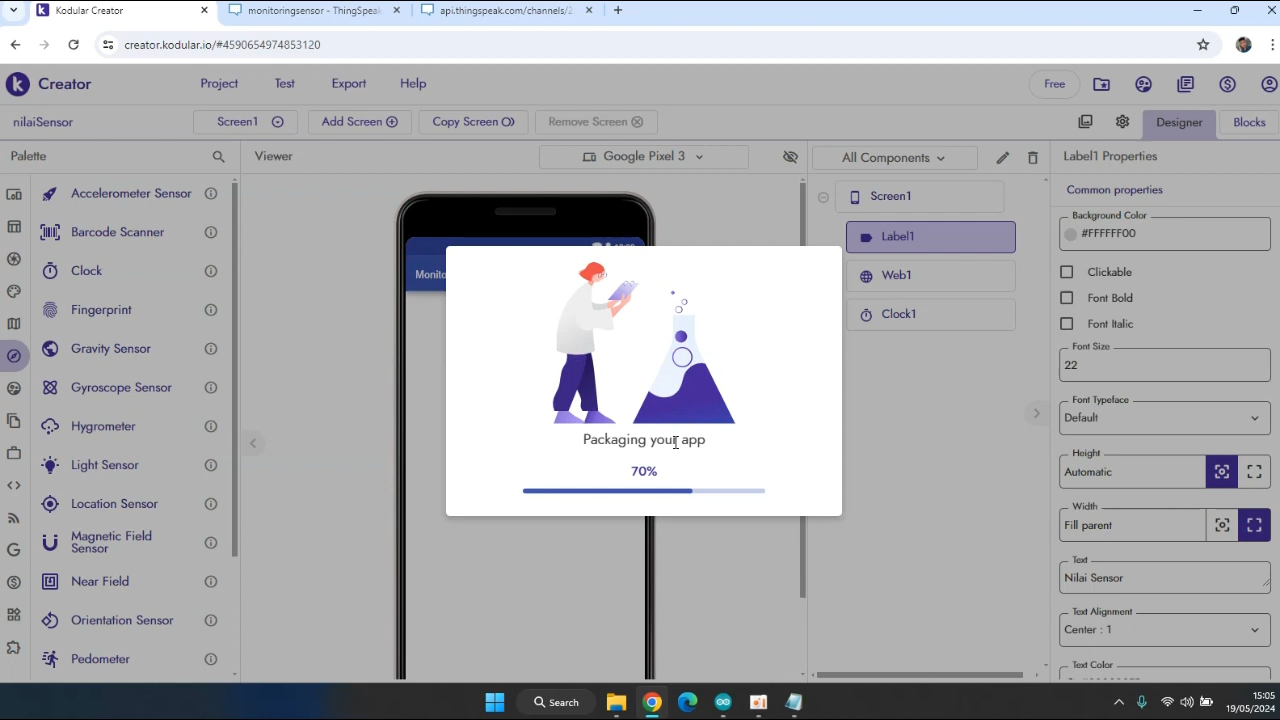 Kodular Creator
monitoringsensor - ThingSpeak
api.thingspeak.com/channels/2
creator.kodular.io/#4590654974853120
Creator
Project
Test
Export
Help
Free
nilaiSensor
Screen1
Add Screen
Copy Screen
Remove Screen
Designer
Blocks
Palette
Viewer
Google Pixel 3
All Components
Label1 Properties
Accelerometer Sensor
Barcode Scanner
Clock
Fingerprint
Gravity Sensor
Gyroscope Sensor
Hygrometer
Light Sensor
Location Sensor
Magnetic Field
Sensor
Near Field
Orientation Sensor
Pedometer
Packaging your app
70%
Screen1
Label1
Web1
Clock1
Common properties
Background Color
#FFFFFF00
Clickable
Font Bold
Font Italic
Font Size
22
Font Typeface
Default
Height
Automatic
Width
Fill parent
Text
Nilai Sensor
Text Alignment
Center : 1
Text Color
Search
15:05
19/05/2024